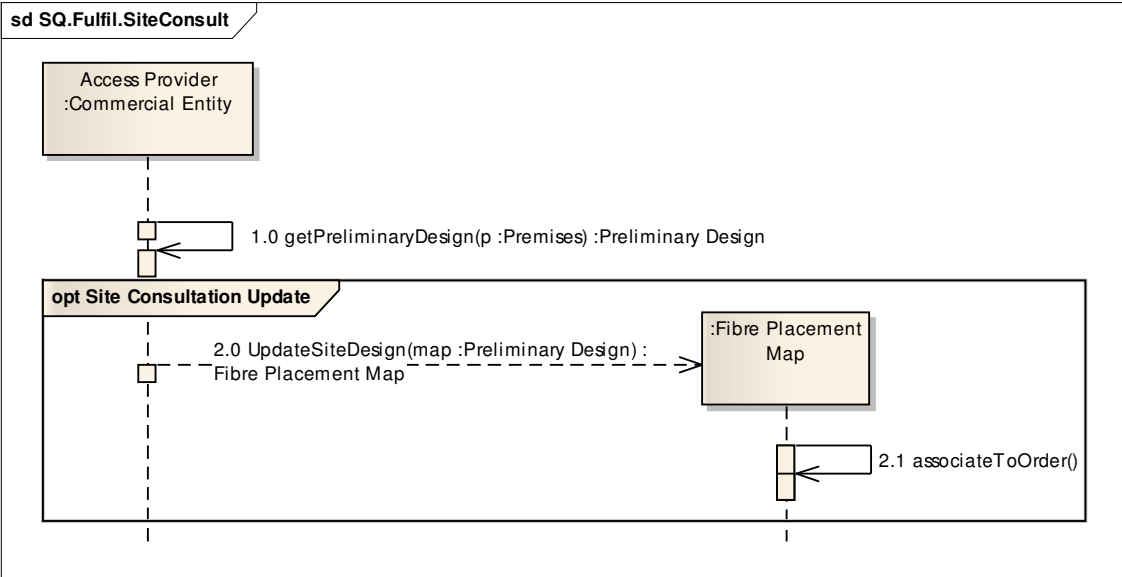 sd SQ.Fulfil.SiteConsult
Access Provider
:Commercial Entity
1.0 getPreliminaryDesign(p :Premises) :Preliminary Design
opt Site Consultation Update
:Fibre Placement
Map
2.0 UpdateSiteDesign(map :Preliminary Design) :
Fibre Placement Map
2.1 associateToOrder()